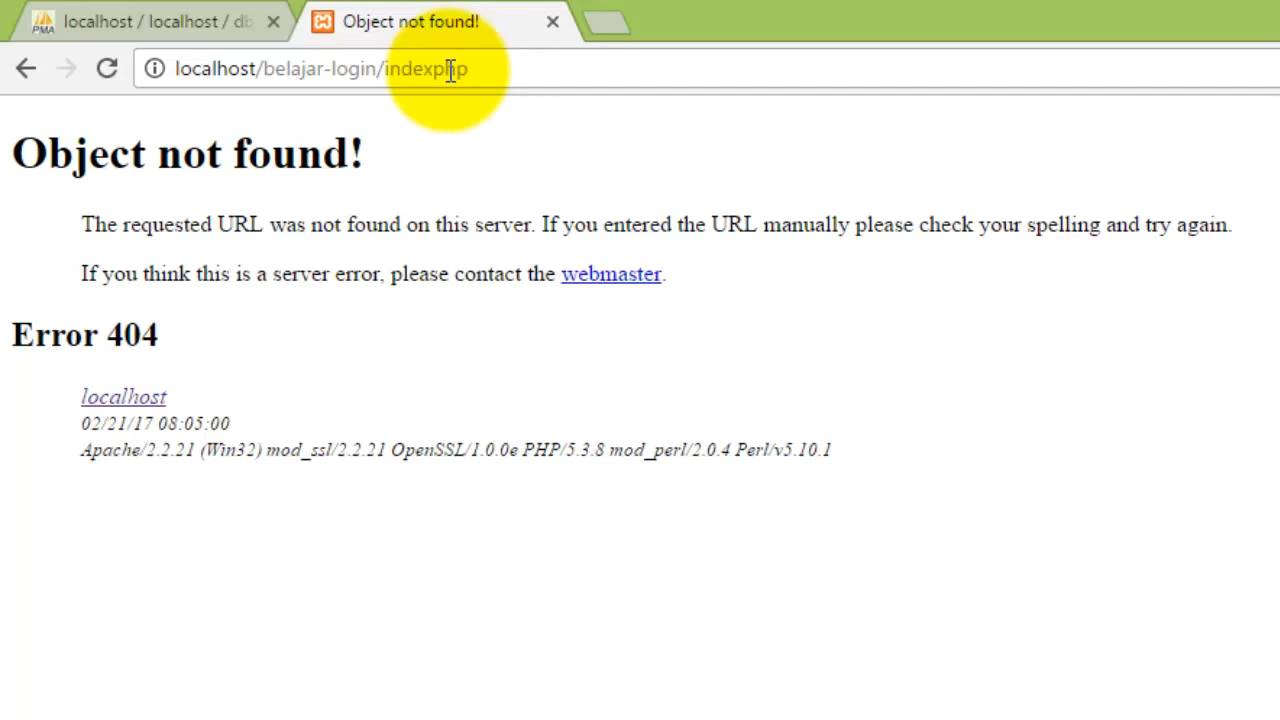 PMA localhost / localhost / db
Object not found!
localhost/belajar-login/indexphp
Object not found!
The requested URL was not found on this server. If you entered the URL manually please check your spelling and try again.
If you think this is a server error, please contact the webmaster.
Error 404
localhost
02/21/17 08:05:00
Apache/2.2.21 (Win32) mod_ssl/2.2.21 OpenSSL/1.0.0e PHP/5.3.8 mod_perl/2.0.4 Perl/v5.10.1